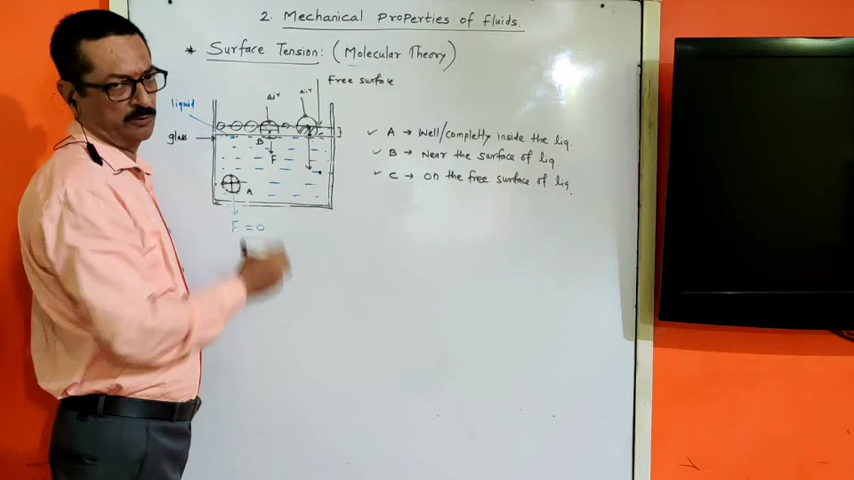 2. Mechanical Properties of fluids.
* Surface Tension: (Molecular Theory)
free surface
air
air
liquid
glass
B
F
A
F = 0
✓ A → Well/completly inside the liq.
✓ B → Near the surface of liq.
✓ C → on the free surface of liq.